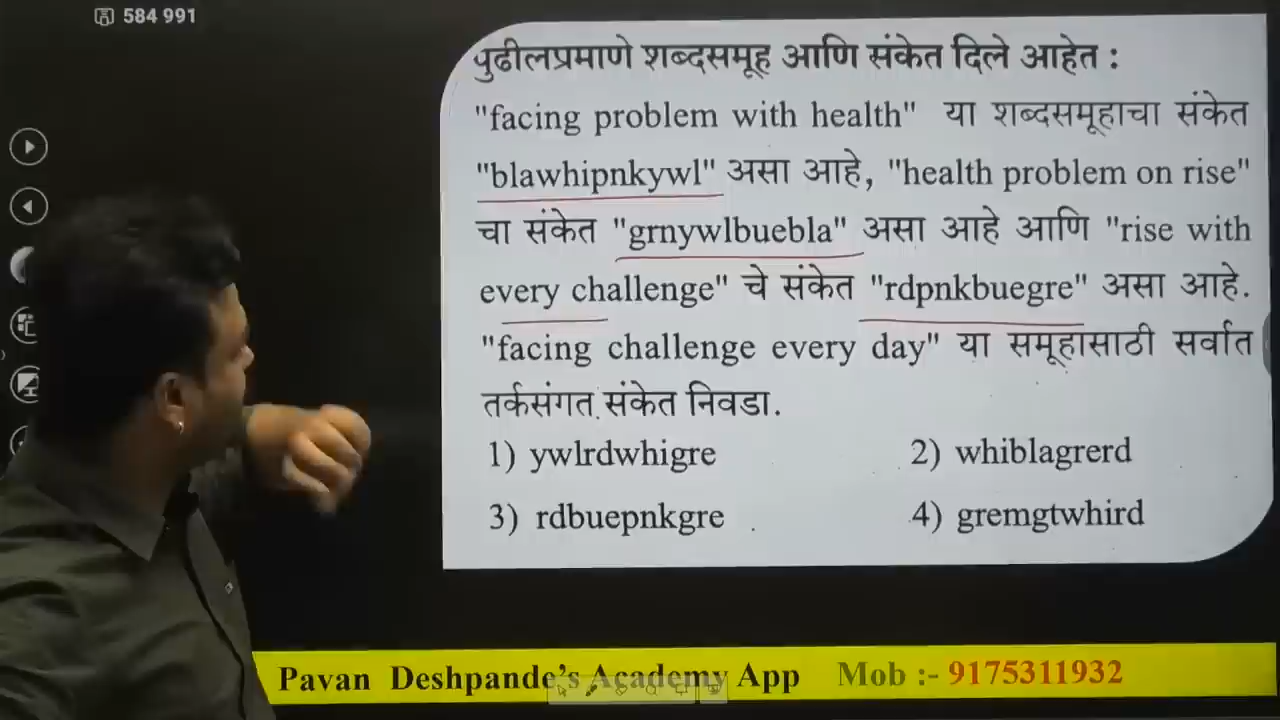 584 991
पुढीलप्रमाणे शब्दसमूह आणि संकेत दिले आहेत :
"facing problem with health" या शब्दसमूहाचा संकेत
"blawhipnkywl" असा आहे, "health problem on rise"
चा संकेत "grnywlbuebla" असा आहे आणि "rise with
every challenge" चे संकेत "rdpnkbuegre" असा आहे.
"facing challenge every day" या समूहासाठी सर्वात
तर्कसंगत संकेत निवडा.
1) ywlrdwhigre
2) whiblagrerd
3) rdbuepnkgre
4) gremgtwhird
Pavan Deshpande's Academy App Mob :- 9175311932